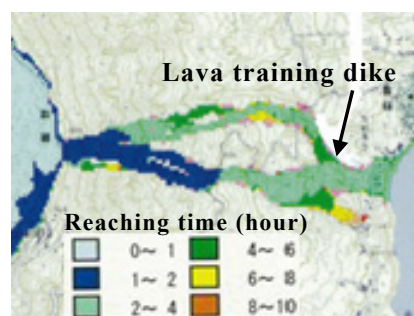 Lava training dike
Reaching time (hour)
0~ 1 4~ 6
1~ 2 6~ 8
2~ 4 8~10